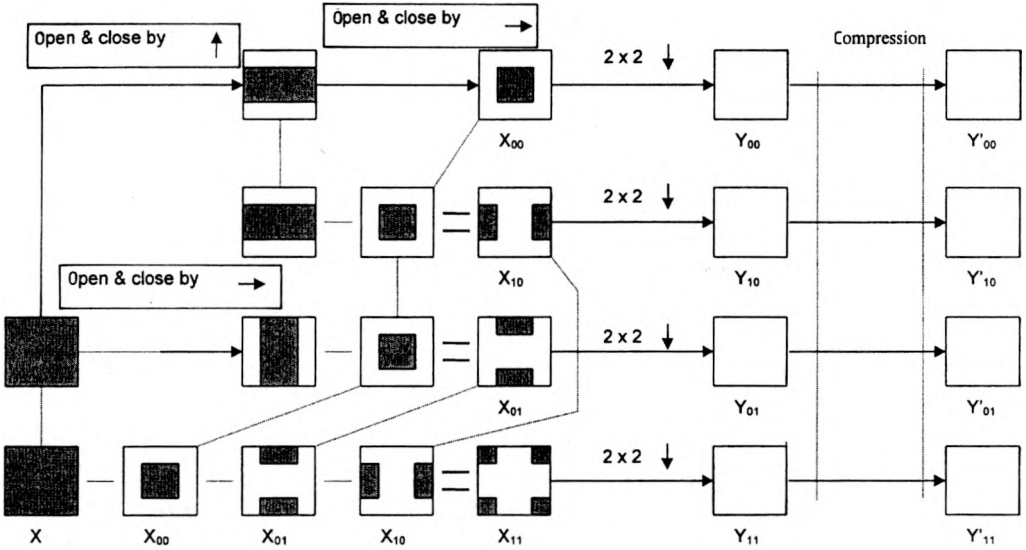 Open & close by ↑
Open & close by →
2 x 2 ↓
Compression
X₀₀
Y₀₀
Y'₀₀
2 x 2 ↓
X₁₀
Y₁₀
Y'₁₀
Open & close by →
2 x 2 ↓
X₀₁
Y₀₁
Y'₀₁
2 x 2 ↓
X
X₀₀
X₀₁
X₁₀
X₁₁
Y₁₁
Y'₁₁